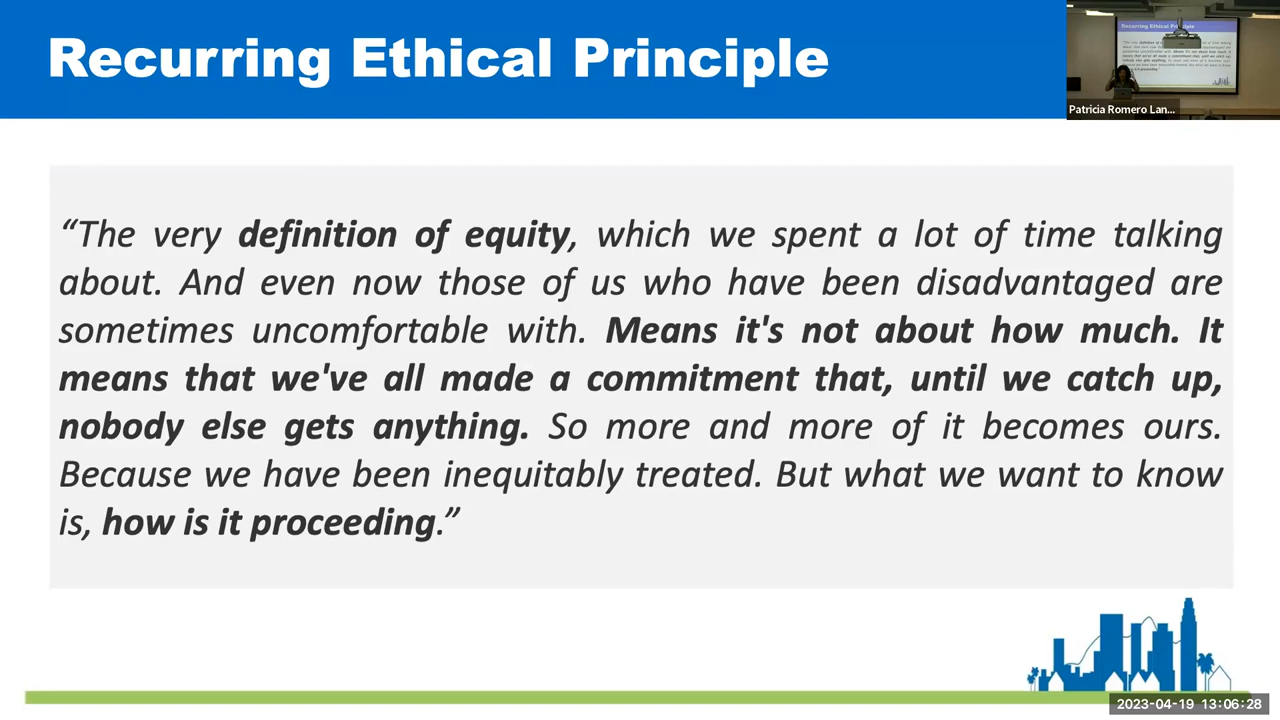 Recurring Ethical Principle
Recurring Ethical Principle
Patricia Romero Lan...
“The very definition of equity, which we spent a lot of time talking
about. And even now those of us who have been disadvantaged are
sometimes uncomfortable with. Means it's not about how much. It
means that we've all made a commitment that, until we catch up,
nobody else gets anything. So more and more of it becomes ours.
Because we have been inequitably treated. But what we want to know
is, how is it proceeding.”
2023-04-19 13:06:28